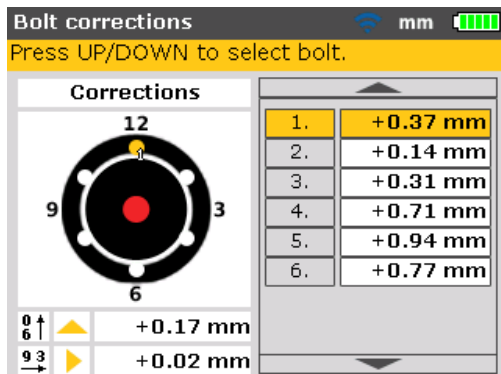 Bolt corrections mm
Press UP/DOWN to select bolt.
Corrections
12
1
9 3
6
1. +0.37 mm
2. +0.14 mm
3. +0.31 mm
4. +0.71 mm
5. +0.94 mm
6. +0.77 mm
0
6 +0.17 mm
9 3 +0.02 mm